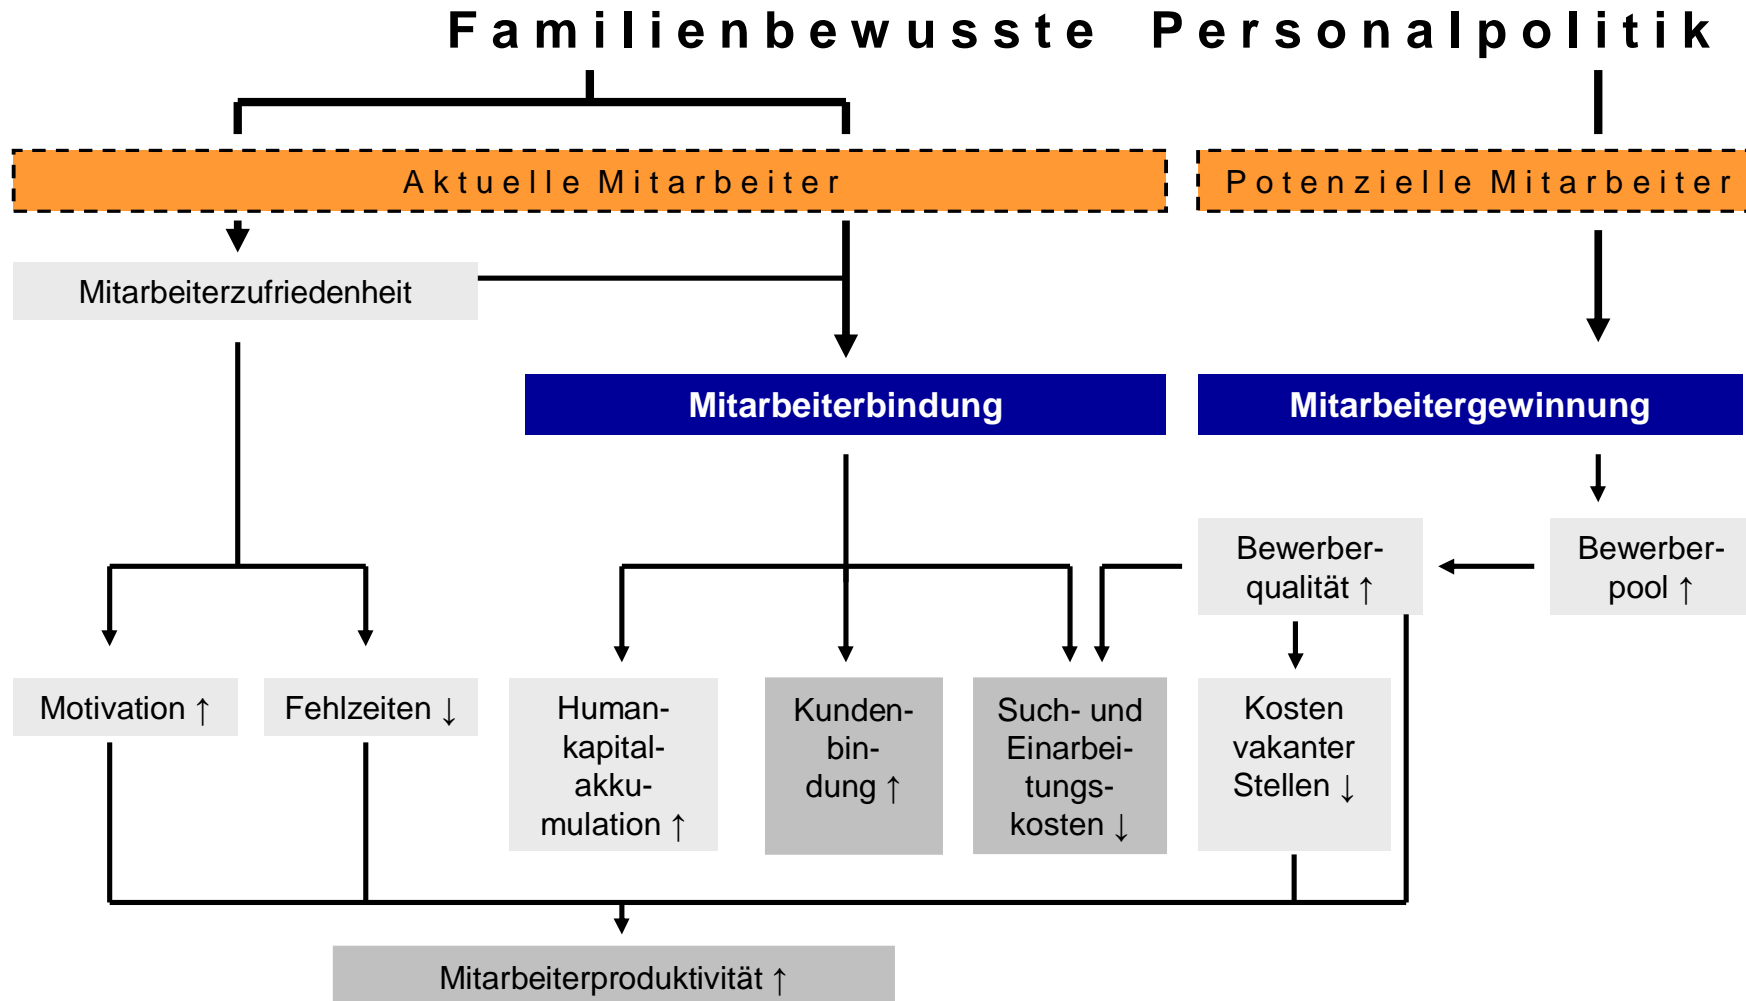 Familienbewusste Personalpolitik
Aktuelle Mitarbeiter
Potenzielle Mitarbeiter
Mitarbeiterzufriedenheit
Mitarbeiterbindung
Mitarbeitergewinnung
Bewerber-
qualität ↑
Bewerber-
pool ↑
Motivation ↑
Fehlzeiten ↓
Human-
kapital-
akku-
mulation ↑
Kunden-
bin-
dung ↑
Such- und
Einarbei-
tungs-
kosten ↓
Kosten
vakanter
Stellen ↓
Mitarbeiterproduktivität ↑